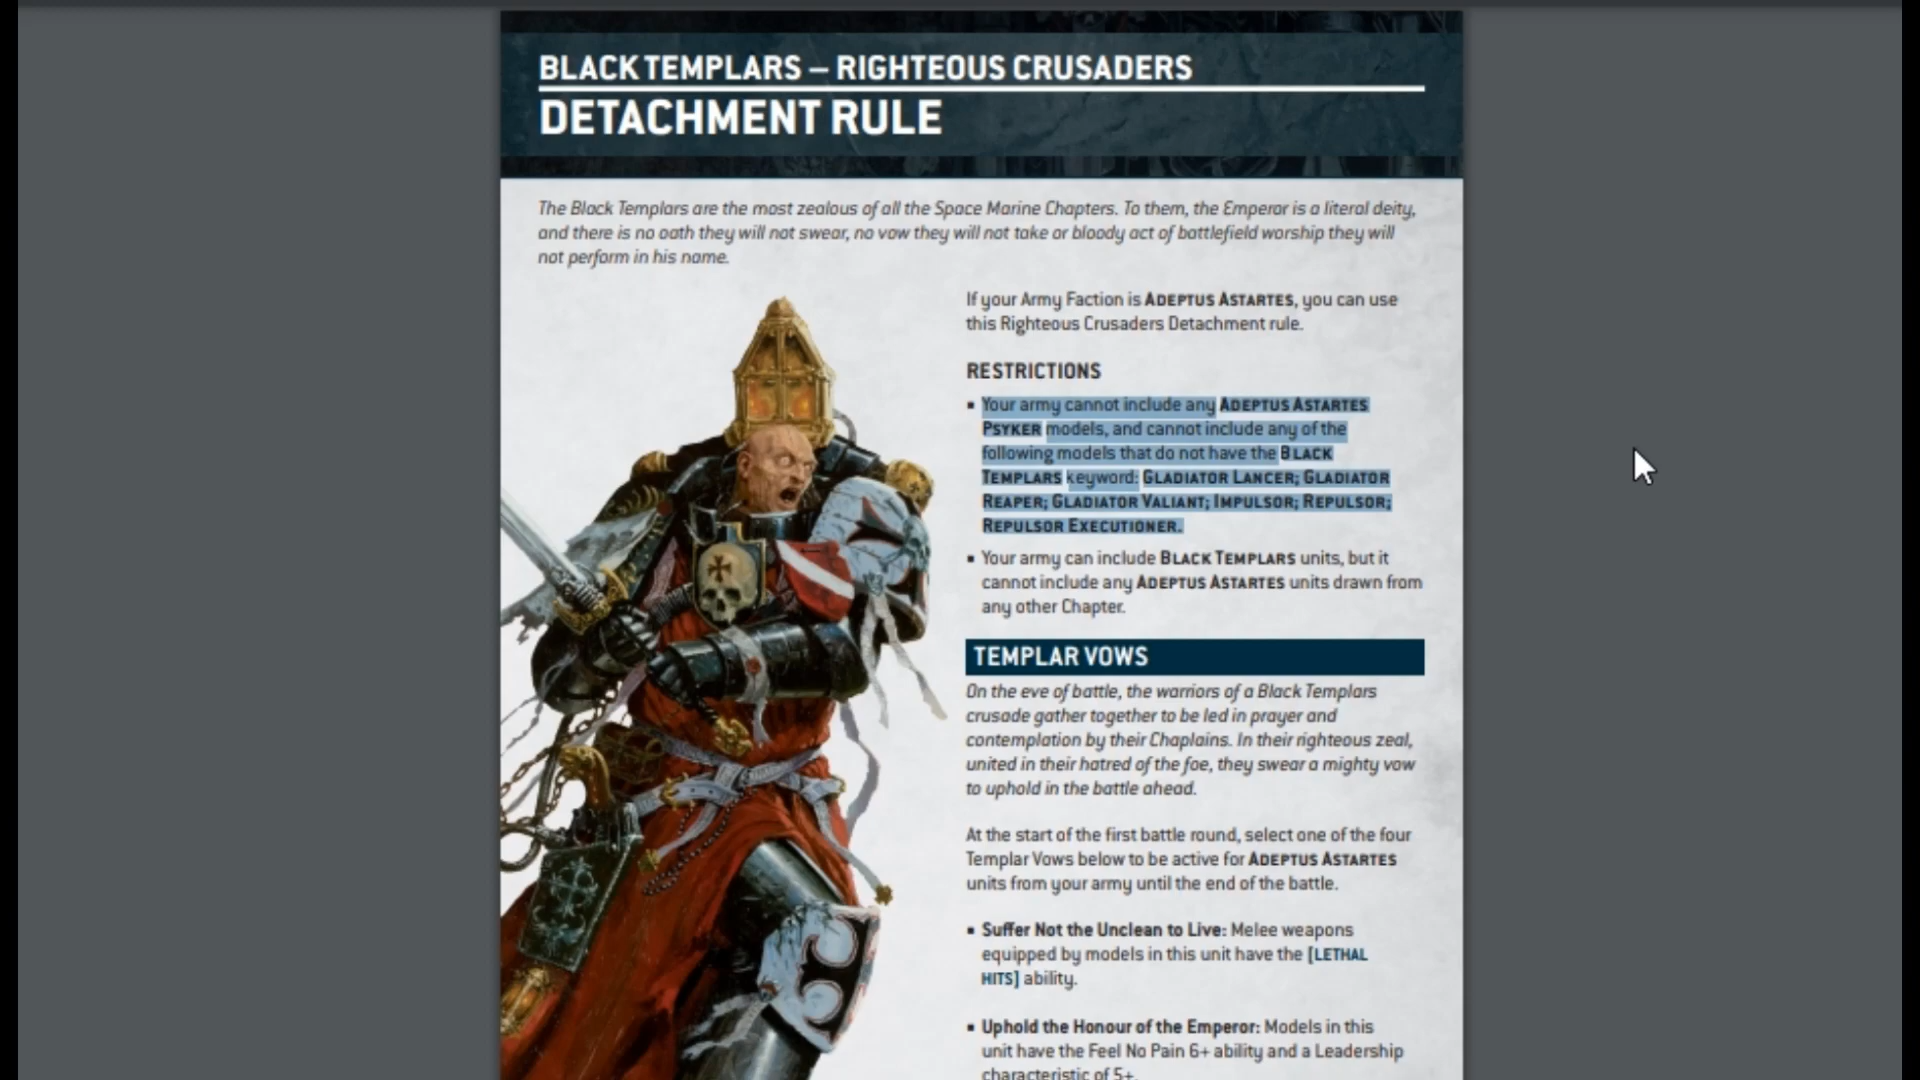 BLACK TEMPLARS – RIGHTEOUS CRUSADERS
DETACHMENT RULE
The Black Templars are the most zealous of all the Space Marine Chapters. To them, the Emperor is a literal deity,
and there is no oath they will not swear, no vow they will not take or bloody act of battlefield worship they will
not perform in his name.
If your Army Faction is ADEPTUS ASTARTES, you can use
this Righteous Crusaders Detachment rule.
RESTRICTIONS
▪ Your army cannot include any ADEPTUS ASTARTES
PSYKER models, and cannot include any of the
following models that do not have the BLACK
TEMPLARS keyword: GLADIATOR LANCER; GLADIATOR
REAPER; GLADIATOR VALIANT; IMPULSOR; REPULSOR;
REPULSOR EXECUTIONER.
▪ Your army can include BLACK TEMPLARS units, but it
cannot include any ADEPTUS ASTARTES units drawn from
any other Chapter.
TEMPLAR VOWS
On the eve of battle, the warriors of a Black Templars
crusade gather together to be led in prayer and
contemplation by their Chaplains. In their righteous zeal,
united in their hatred of the foe, they swear a mighty vow
to uphold in the battle ahead.
At the start of the first battle round, select one of the four
Templar Vows below to be active for ADEPTUS ASTARTES
units from your army until the end of the battle.
▪ Suffer Not the Unclean to Live: Melee weapons
equipped by models in this unit have the [LETHAL
HITS] ability.
▪ Uphold the Honour of the Emperor: Models in this
unit have the Feel No Pain 6+ ability and a Leadership
characteristic of 5+.